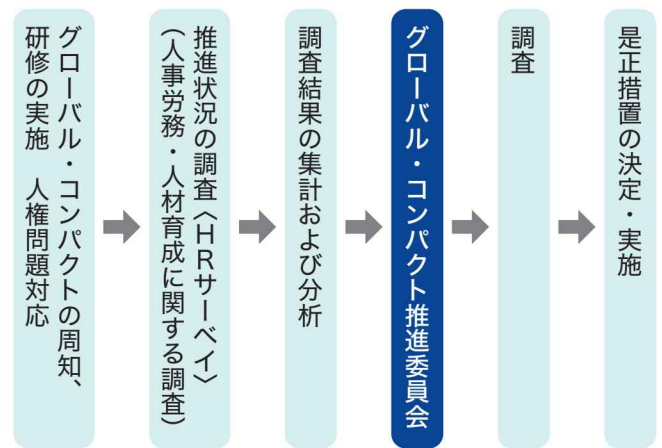 グローバル・コンパクトの周知、
研修の実施　人権問題対応
推進状況の調査〈HRサーベイ〉
(人事労務・人材育成に関する調査)
調査結果の集計および分析
グローバル・コンパクト推進委員会
調査
是正措置の決定・実施